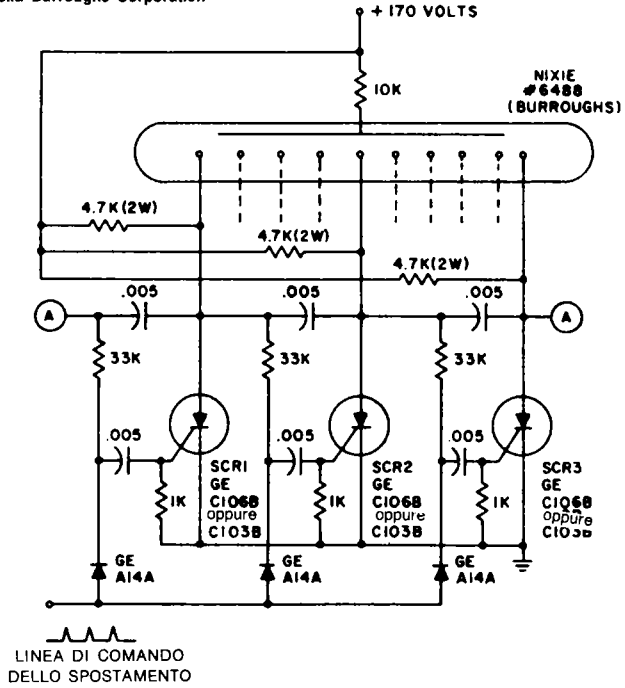 della Burroughs Corporation
+ 170 VOLTS
10K
NIXIE
#6488
(BURROUGHS)
4.7K(2W)
4.7K(2W)
4.7K(2W)
.005
.005
.005
A
A
33K
33K
33K
.005
.005
.005
SCR1
GE
C106B
oppure
C103B
SCR2
GE
C106B
oppure
C103B
SCR3
GE
C106B
oppure
C103B
1K
1K
1K
GE
A14A
GE
A14A
GE
A14A
LINEA DI COMANDO
DELLO SPOSTAMENTO